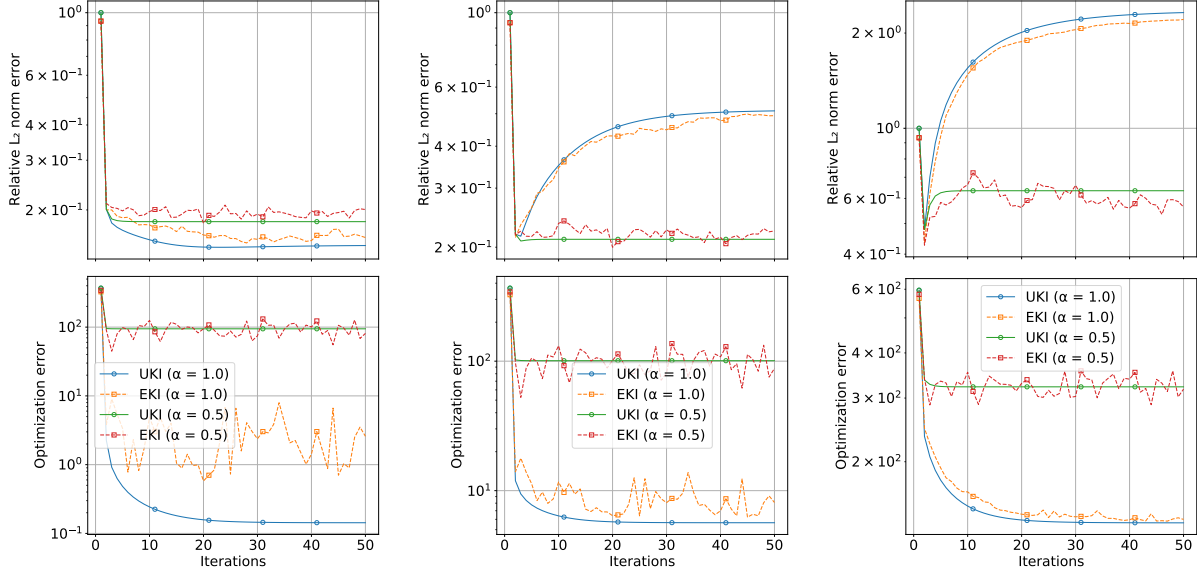 10⁰
6 × 10⁻¹
4 × 10⁻¹
3 × 10⁻¹
2 × 10⁻¹
Relative L₂ norm error
10⁰
6 × 10⁻¹
4 × 10⁻¹
3 × 10⁻¹
2 × 10⁻¹
Relative L₂ norm error
2 × 10⁰
10⁰
6 × 10⁻¹
4 × 10⁻¹
Relative L₂ norm error
10²
10¹
10⁰
10⁻¹
Optimization error
UKI (α = 1.0)
EKI (α = 1.0)
UKI (α = 0.5)
EKI (α = 0.5)
0 10 20 30 40 50
Iterations
10²
10¹
Optimization error
UKI (α = 1.0)
EKI (α = 1.0)
UKI (α = 0.5)
EKI (α = 0.5)
0 10 20 30 40 50
Iterations
6 × 10²
4 × 10²
3 × 10²
2 × 10²
Optimization error
UKI (α = 1.0)
EKI (α = 1.0)
UKI (α = 0.5)
EKI (α = 0.5)
0 10 20 30 40 50
Iterations